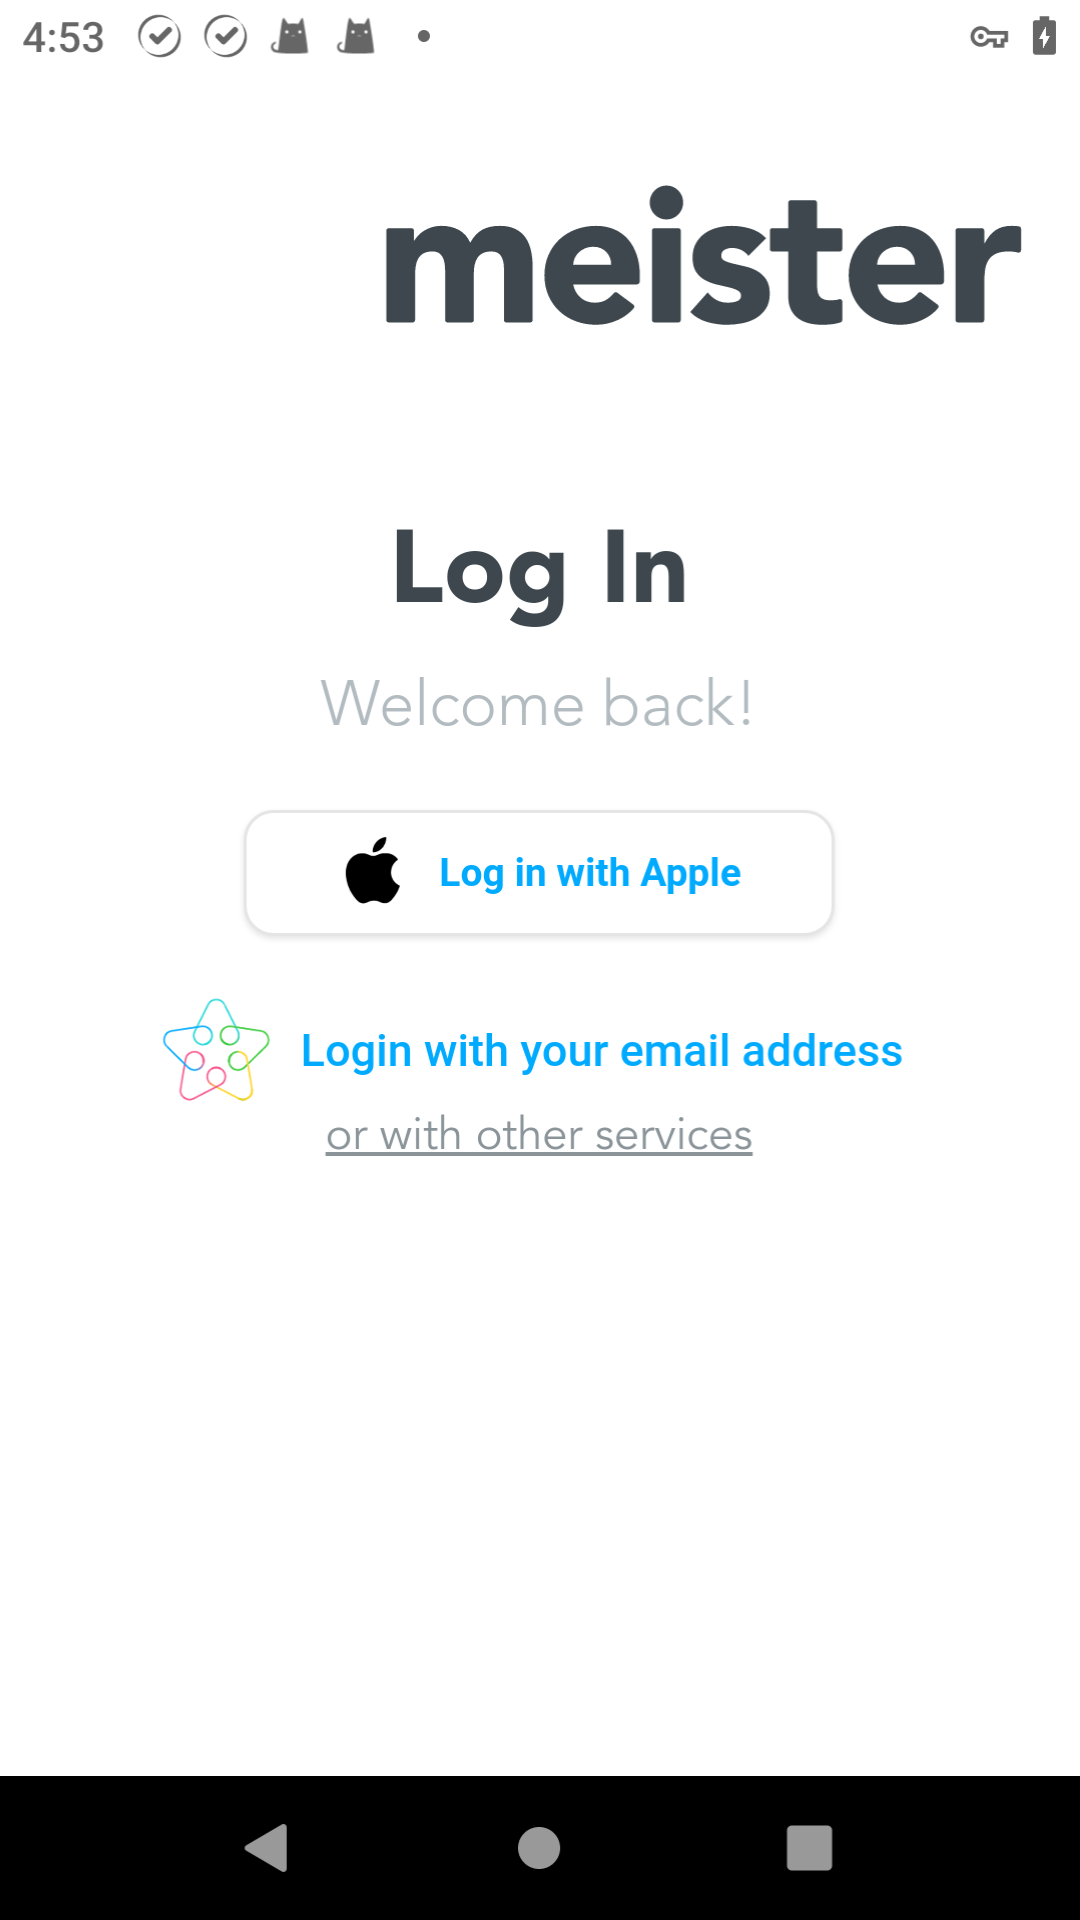 4:53
meister
Log In
Welcome back!
Log in with Apple
Login with your email address
or with other services